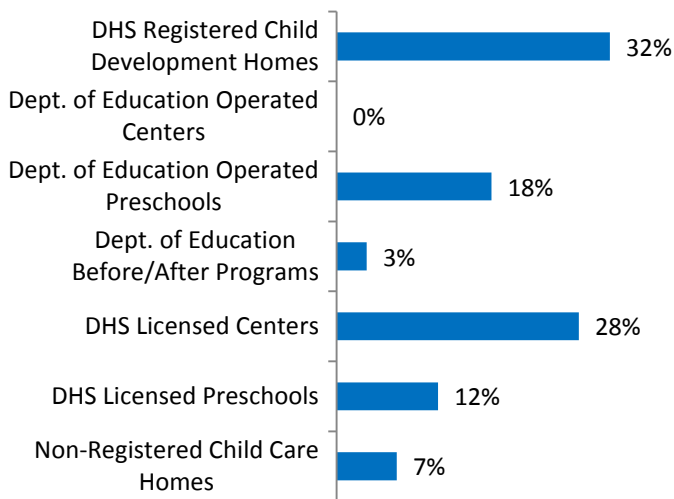 DHS Registered Child
Development Homes
32%
Dept. of Education Operated
Centers
0%
Dept. of Education Operated
Preschools
18%
Dept. of Education
Before/After Programs
3%
DHS Licensed Centers
28%
DHS Licensed Preschools
12%
Non-Registered Child Care
Homes
7%